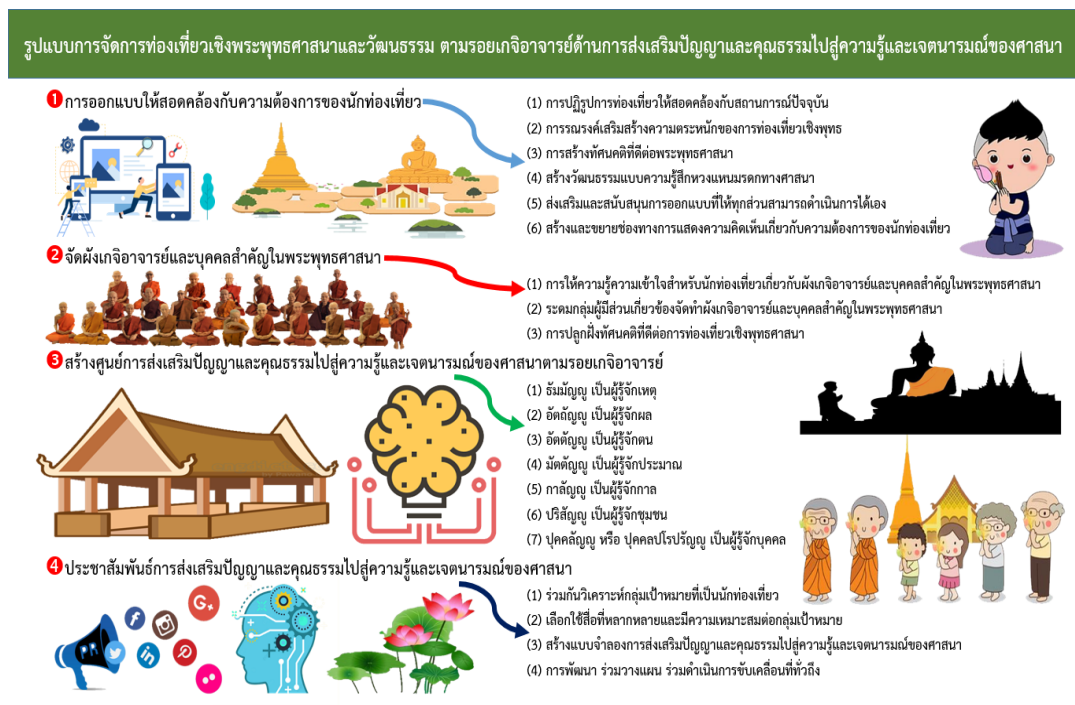 รูปแบบการจัดการท่องเที่ยวเชิงพระพุทธศาสนาและวัฒนธรรม ตามรอยเกจิอาจารย์ด้านการส่งเสริมปัญญาและคุณธรรมไปสู่ความรู้และเจตนารมณ์ของศาสนา
1 การออกแบบให้สอดคล้องกับความต้องการของนักท่องเที่ยว
(1) การปฏิรูปการท่องเที่ยวให้สอดคล้องกับสถานการณ์ปัจจุบัน
(2) การรณรงค์เสริมสร้างความตระหนักของการท่องเที่ยวเชิงพุทธ
(3) การสร้างทัศนคติที่ดีต่อพระพุทธศาสนา
(4) สร้างวัฒนธรรมแบบความรู้สึกหวงแหนมรดกทางศาสนา
(5) ส่งเสริมและสนับสนุนการออกแบบที่ให้ทุกส่วนสามารถดำเนินการได้เอง
(6) สร้างและขยายช่องทางการแสดงความคิดเห็นเกี่ยวกับความต้องการของนักท่องเที่ยว
2 จัดผังเกจิอาจารย์และบุคคลสำคัญในพระพุทธศาสนา
(1) การให้ความรู้ความเข้าใจสำหรับนักท่องเที่ยวเกี่ยวกับผังเกจิอาจารย์และบุคคลสำคัญในพระพุทธศาสนา
(2) ระดมกลุ่มผู้มีส่วนเกี่ยวข้องจัดทำผังเกจิอาจารย์และบุคคลสำคัญในพระพุทธศาสนา
(3) การปลูกฝังทัศนคติที่ดีต่อการท่องเที่ยวเชิงพุทธศาสนา
3 สร้างศูนย์การส่งเสริมปัญญาและคุณธรรมไปสู่ความรู้และเจตนารมณ์ของศาสนาตามรอยเกจิอาจารย์
(1) ธัมมัญญู เป็นผู้รู้จักเหตุ
(2) อัตถัญญู เป็นผู้รู้จักผล
(3) อัตตัญญู เป็นผู้รู้จักตน
(4) มัตตัญญู เป็นผู้รู้จักประมาณ
(5) กาลัญญู เป็นผู้รู้จักกาล
(6) ปริสัญญู เป็นผู้รู้จักชุมชน
(7) ปุคคลัญญู หรือ ปุคคลปโรปรัญญู เป็นผู้รู้จักบุคคล
4 ประชาสัมพันธ์การส่งเสริมปัญญาและคุณธรรมไปสู่ความรู้และเจตนารมณ์ของศาสนา
(1) ร่วมกันวิเคราะห์กลุ่มเป้าหมายที่เป็นนักท่องเที่ยว
(2) เลือกใช้สื่อที่หลากหลายและมีความเหมาะสมต่อกลุ่มเป้าหมาย
(3) สร้างแบบจำลองการส่งเสริมปัญญาและคุณธรรมไปสู่ความรู้และเจตนารมณ์ของศาสนา
(4) การพัฒนา ร่วมวางแผน ร่วมดำเนินการขับเคลื่อนที่ทั่วถึง